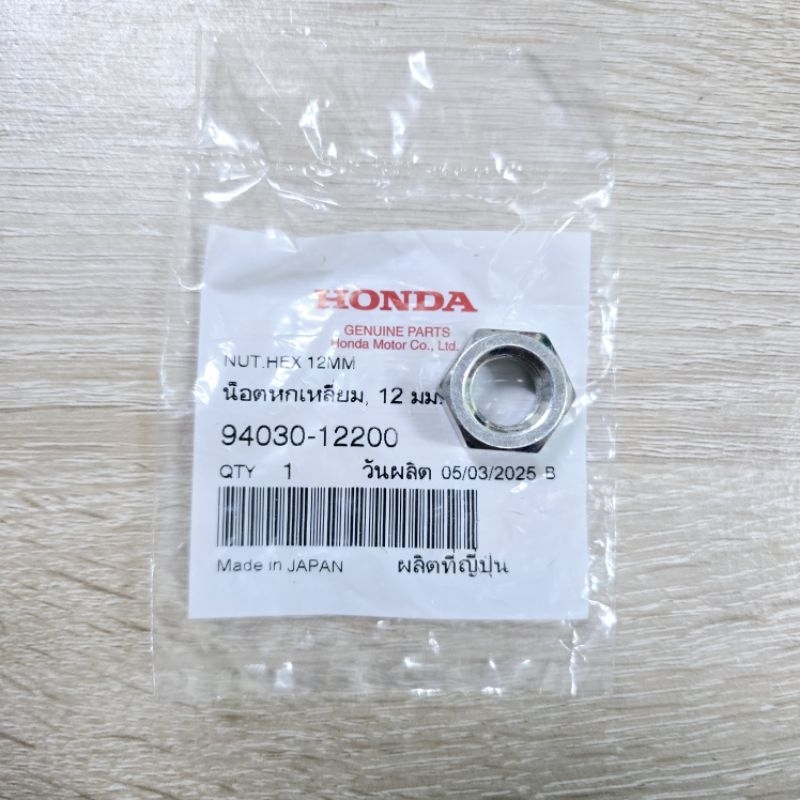 HONDA
GENUINE PARTS
Honda Motor Co., Ltd.
NUT.HEX 12MM
น็อตหกเหลี่ยม, 12 มม.
94030-12200
QTY 1 วันผลิต 05/03/2025 B
Made in JAPAN ผลิตที่ญี่ปุ่น